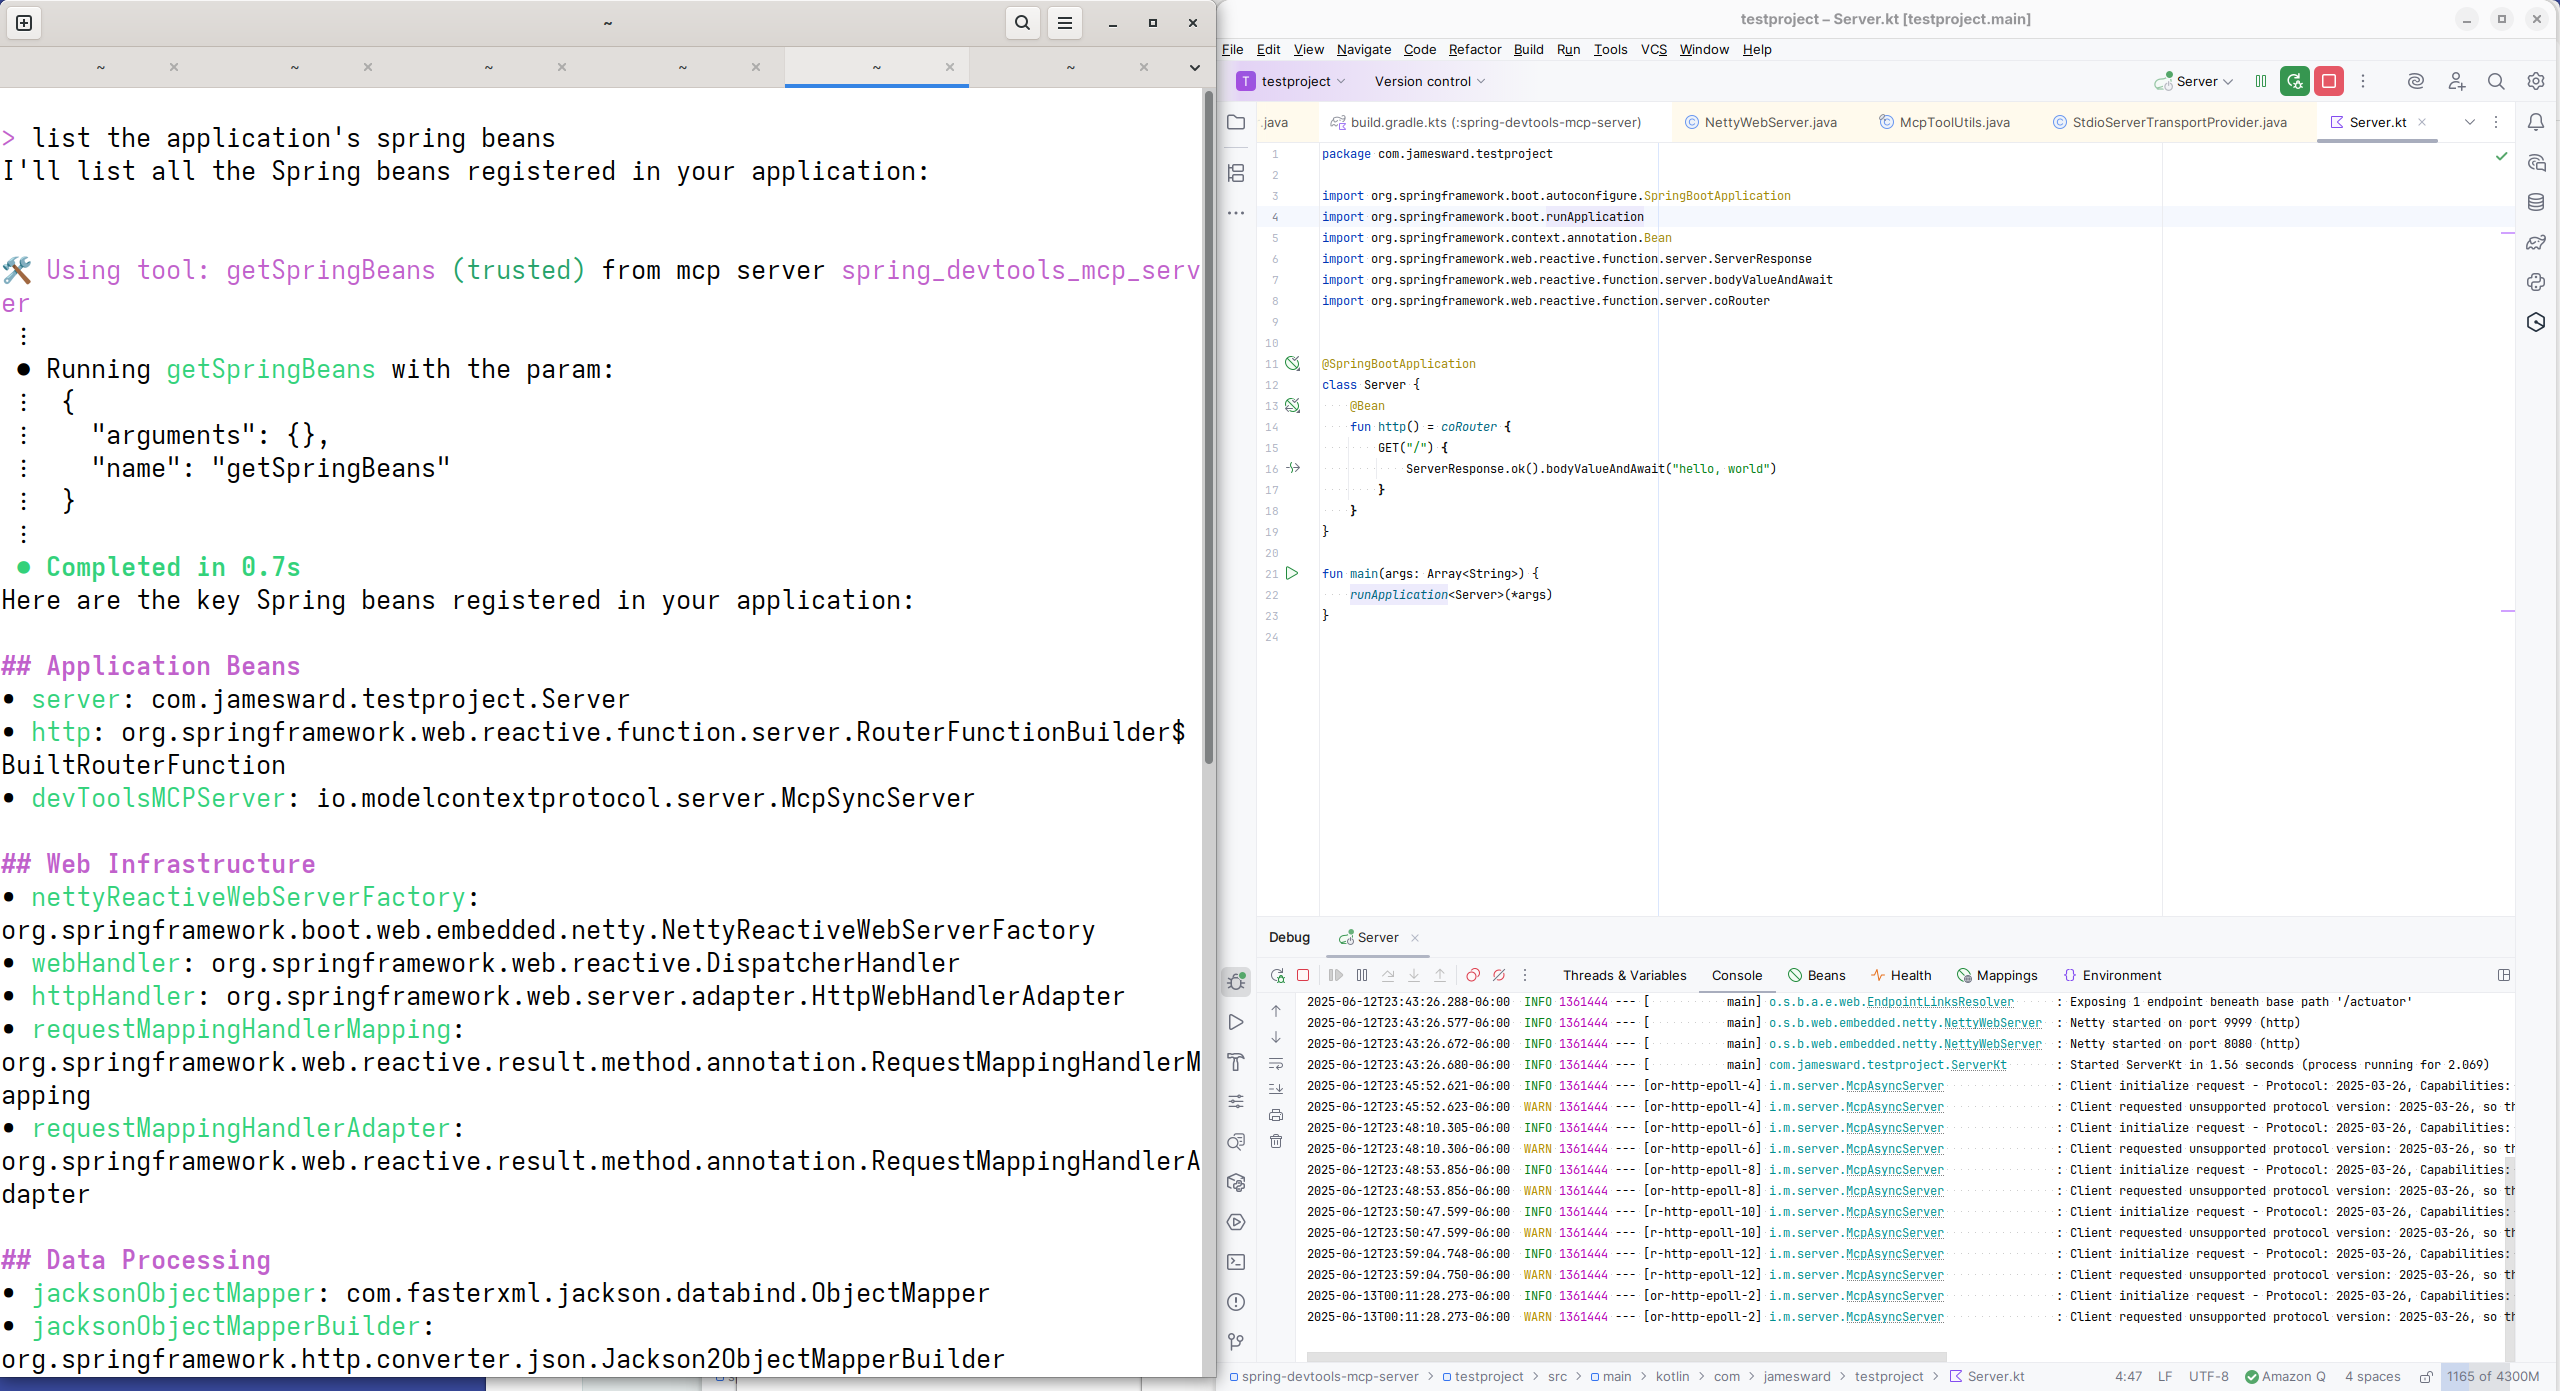 ~
~ ~ ~ ~ ~ ~
> list the application's spring beans
I'll list all the Spring beans registered in your application:
Using tool: getSpringBeans (trusted) from mcp server spring_devtools_mcp_serv
er
⋮
● Running getSpringBeans with the param:
⋮  {
⋮    "arguments": {},
⋮    "name": "getSpringBeans"
⋮  }
⋮
● Completed in 0.7s
Here are the key Spring beans registered in your application:
## Application Beans
• server: com.jamesward.testproject.Server
• http: org.springframework.web.reactive.function.server.RouterFunctionBuilder$
BuiltRouterFunction
• devToolsMCPServer: io.modelcontextprotocol.server.McpSyncServer
## Web Infrastructure
• nettyReactiveWebServerFactory:
org.springframework.boot.web.embedded.netty.NettyReactiveWebServerFactory
• webHandler: org.springframework.web.reactive.DispatcherHandler
• httpHandler: org.springframework.web.server.adapter.HttpWebHandlerAdapter
• requestMappingHandlerMapping:
org.springframework.web.reactive.result.method.annotation.RequestMappingHandlerM
apping
• requestMappingHandlerAdapter:
org.springframework.web.reactive.result.method.annotation.RequestMappingHandlerA
dapter
## Data Processing
• jacksonObjectMapper: com.fasterxml.jackson.databind.ObjectMapper
• jacksonObjectMapperBuilder:
org.springframework.http.converter.json.Jackson2ObjectMapperBuilder
testproject – Server.kt [testproject.main]
File Edit View Navigate Code Refactor Build Run Tools VCS Window Help
T testproject Version control Server
.java build.gradle.kts (:spring-devtools-mcp-server) NettyWebServer.java McpToolUtils.java StdioServerTransportProvider.java Server.kt
1 package com.jamesward.testproject
2
3 import org.springframework.boot.autoconfigure.SpringBootApplication
4 import org.springframework.boot.runApplication
5 import org.springframework.context.annotation.Bean
6 import org.springframework.web.reactive.function.server.ServerResponse
7 import org.springframework.web.reactive.function.server.bodyValueAndAwait
8 import org.springframework.web.reactive.function.server.coRouter
9
10
11 @SpringBootApplication
12 class Server {
13 @Bean
14 fun http() = coRouter {
15 GET("/") {
16 ServerResponse.ok().bodyValueAndAwait("hello, world")
17 }
18 }
19 }
20
21 fun main(args: Array<String>) {
22 runApplication<Server>(*args)
23 }
24
Debug Server
Threads & Variables Console Beans Health Mappings Environment
2025-06-12T23:43:26.288-06:00 INFO 1361444 --- [ main] o.s.b.a.e.web.EndpointLinksResolver : Exposing 1 endpoint beneath base path '/actuator'
2025-06-12T23:43:26.577-06:00 INFO 1361444 --- [ main] o.s.b.web.embedded.netty.NettyWebServer : Netty started on port 9999 (http)
2025-06-12T23:43:26.672-06:00 INFO 1361444 --- [ main] o.s.b.web.embedded.netty.NettyWebServer : Netty started on port 8080 (http)
2025-06-12T23:43:26.680-06:00 INFO 1361444 --- [ main] com.jamesward.testproject.ServerKt : Started ServerKt in 1.56 seconds (process running for 2.069)
2025-06-12T23:45:52.621-06:00 INFO 1361444 --- [or-http-epoll-4] i.m.server.McpAsyncServer : Client initialize request - Protocol: 2025-03-26, Capabilities:
2025-06-12T23:45:52.623-06:00 WARN 1361444 --- [or-http-epoll-4] i.m.server.McpAsyncServer : Client requested unsupported protocol version: 2025-03-26, so th
2025-06-12T23:48:10.305-06:00 INFO 1361444 --- [or-http-epoll-6] i.m.server.McpAsyncServer : Client initialize request - Protocol: 2025-03-26, Capabilities:
2025-06-12T23:48:10.306-06:00 WARN 1361444 --- [or-http-epoll-6] i.m.server.McpAsyncServer : Client requested unsupported protocol version: 2025-03-26, so th
2025-06-12T23:48:53.856-06:00 INFO 1361444 --- [or-http-epoll-8] i.m.server.McpAsyncServer : Client initialize request - Protocol: 2025-03-26, Capabilities:
2025-06-12T23:48:53.856-06:00 WARN 1361444 --- [or-http-epoll-8] i.m.server.McpAsyncServer : Client requested unsupported protocol version: 2025-03-26, so th
2025-06-12T23:50:47.599-06:00 INFO 1361444 --- [r-http-epoll-10] i.m.server.McpAsyncServer : Client initialize request - Protocol: 2025-03-26, Capabilities:
2025-06-12T23:50:47.599-06:00 WARN 1361444 --- [r-http-epoll-10] i.m.server.McpAsyncServer : Client requested unsupported protocol version: 2025-03-26, so th
2025-06-12T23:59:04.748-06:00 INFO 1361444 --- [r-http-epoll-12] i.m.server.McpAsyncServer : Client initialize request - Protocol: 2025-03-26, Capabilities:
2025-06-12T23:59:04.750-06:00 WARN 1361444 --- [r-http-epoll-12] i.m.server.McpAsyncServer : Client requested unsupported protocol version: 2025-03-26, so th
2025-06-13T00:11:28.273-06:00 INFO 1361444 --- [or-http-epoll-2] i.m.server.McpAsyncServer : Client initialize request - Protocol: 2025-03-26, Capabilities:
2025-06-13T00:11:28.273-06:00 WARN 1361444 --- [or-http-epoll-2] i.m.server.McpAsyncServer : Client requested unsupported protocol version: 2025-03-26, so th
spring-devtools-mcp-server > testproject > src > main > kotlin > com > jamesward > testproject > Server.kt 4:47 LF UTF-8 Amazon Q 4 spaces 1165 of 4300M